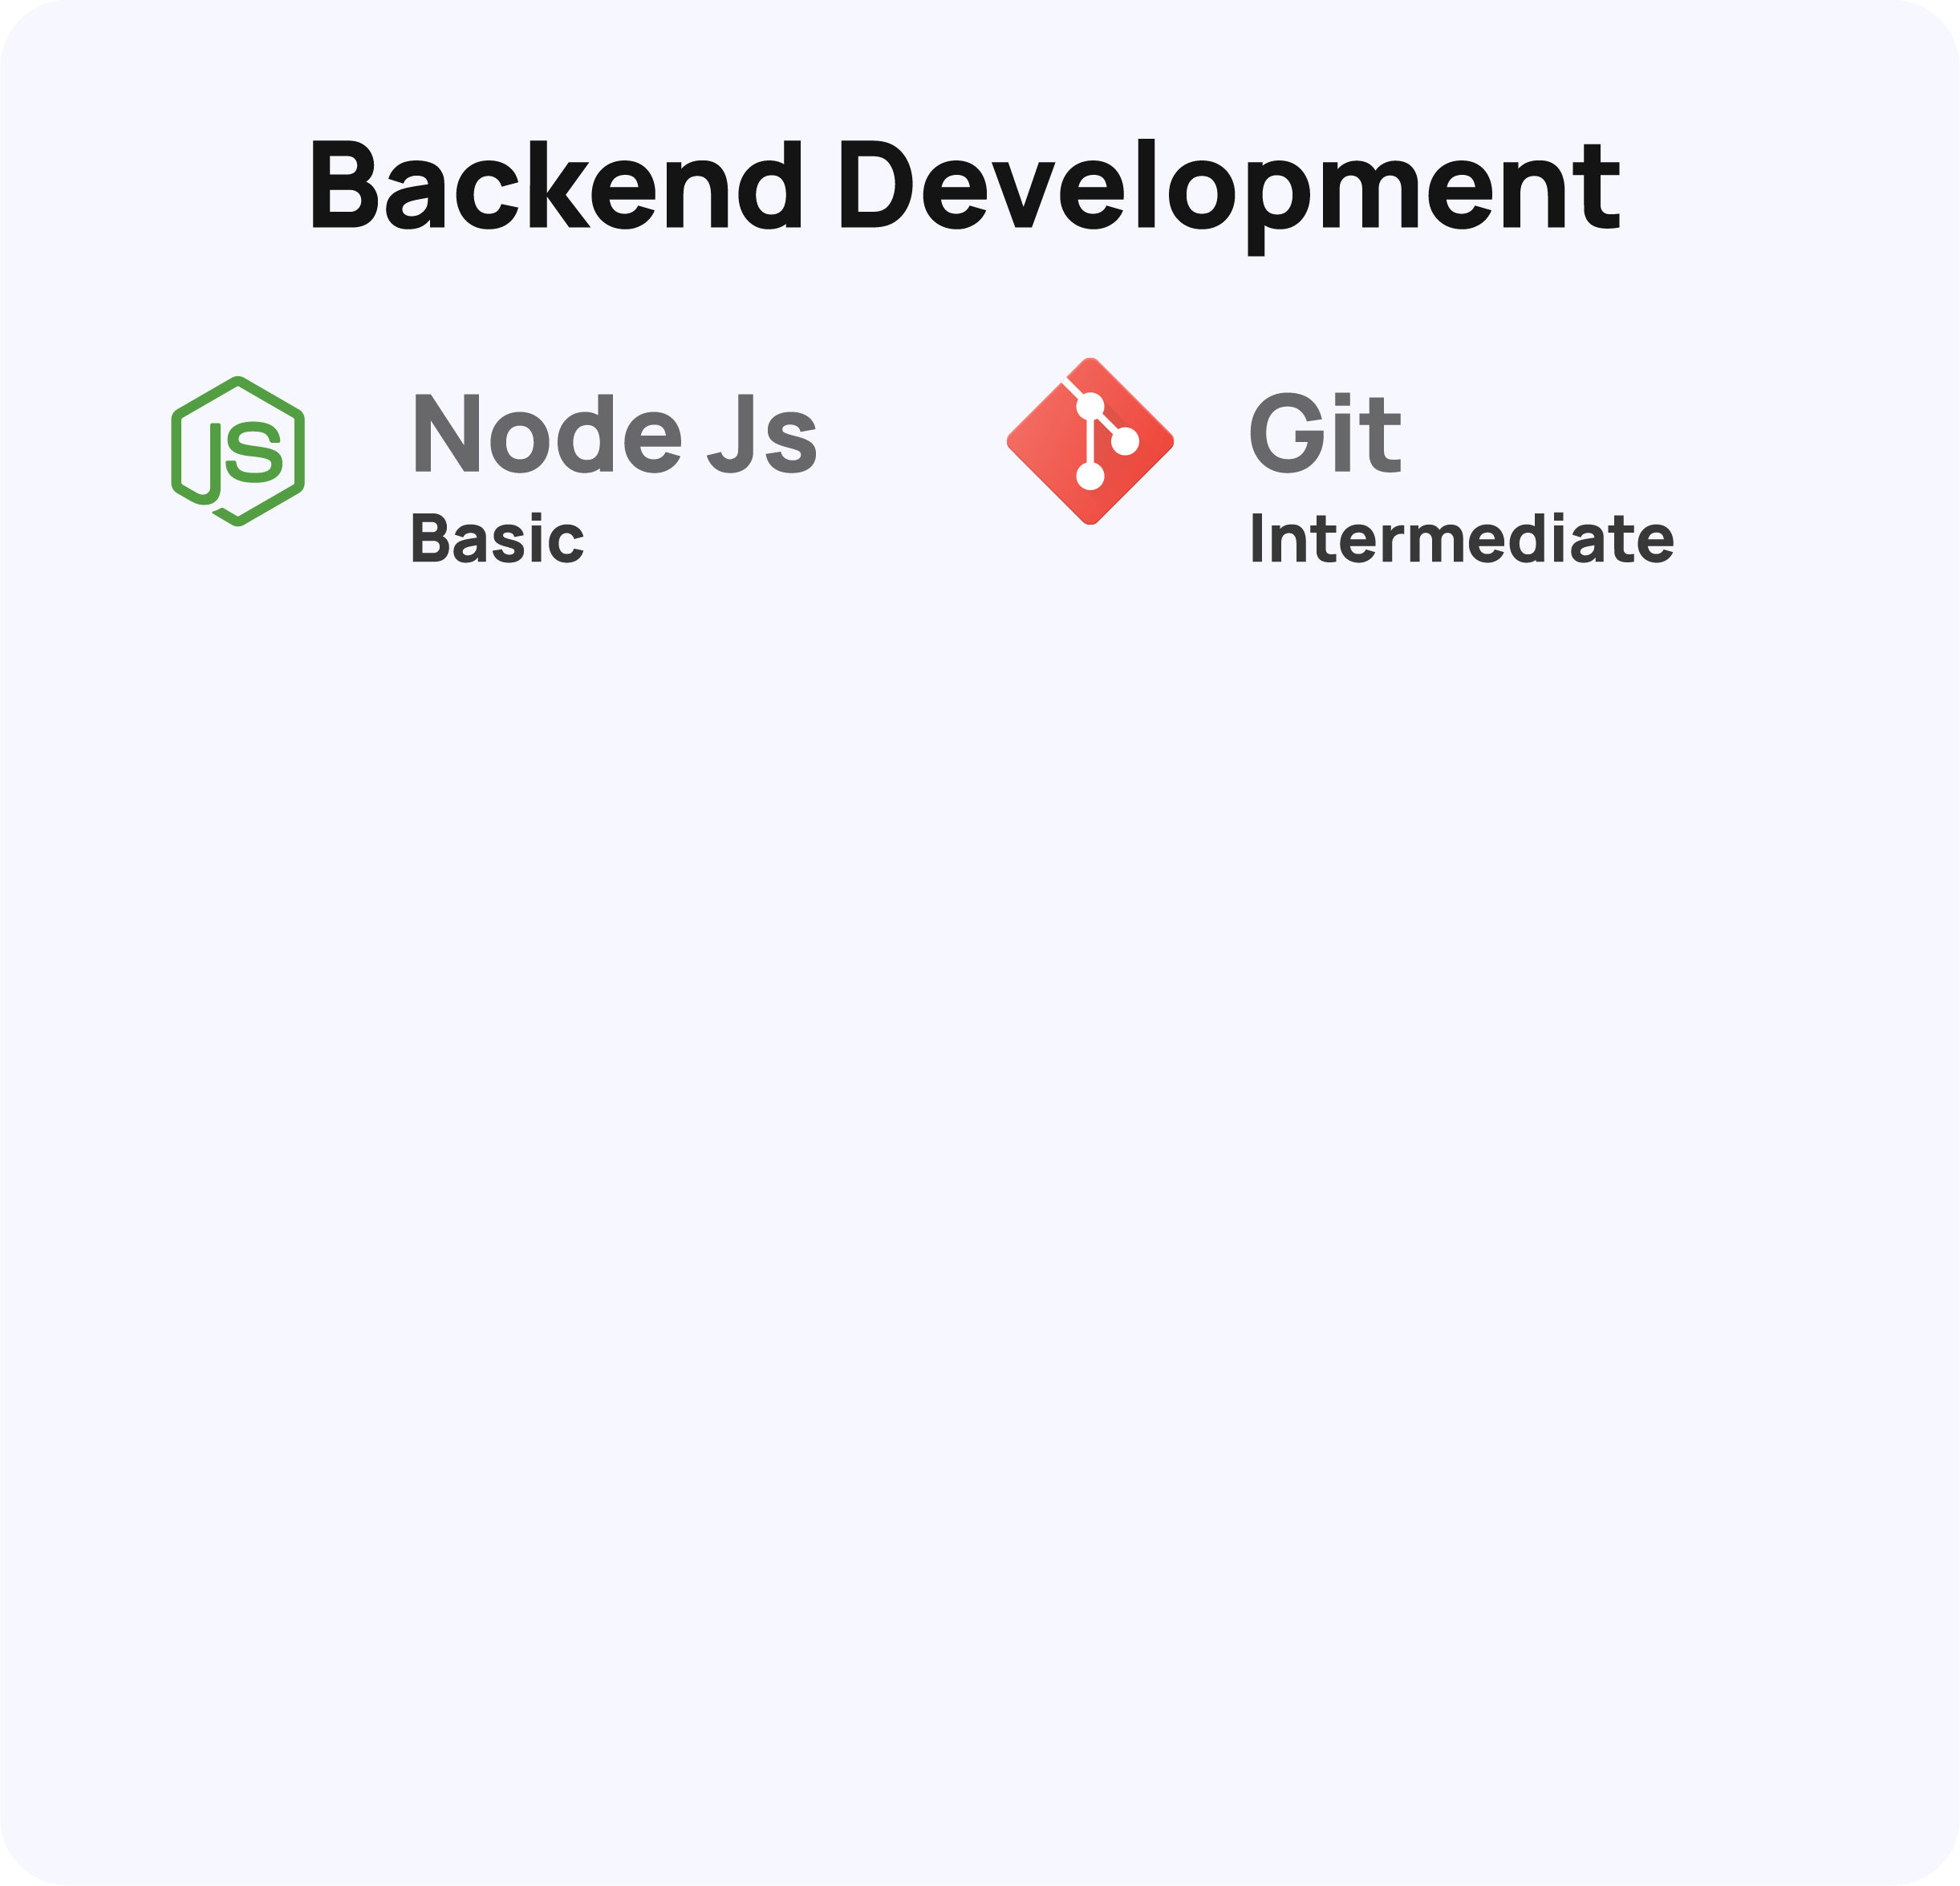 Backend Development
Node Js
Basic
Git
Intermediate